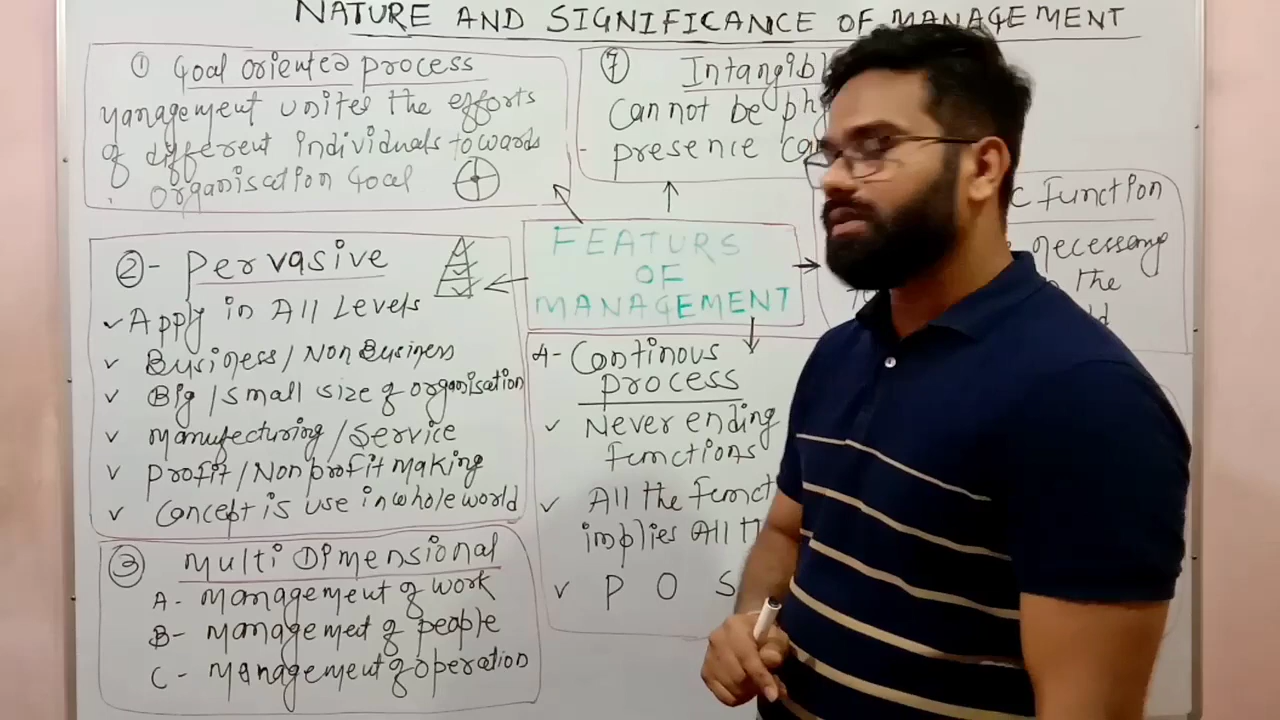 NATURE AND SIGNIFICANCE OF MANAGEMENT
① Goal oriented process
Management unites the efforts
of different individuals towards
organisation Goal
② - Pervasive
✓ Apply in All Levels
✓ Business / Non Business
✓ Big / small size of organisation
✓ Manufecturing / Service
✓ Profit / Non profit Making
✓ Concept is use in whole world
③ Multi Dimensional
A - Management of work
B - Management of people
C - Management of operation
FEATURS
OF
MANAGEMENT
4 - Continous
process
✓ Never ending
functions
✓ All the
implies All
✓ P O S
⑦
Cannot be
presence
Function
necessary
the